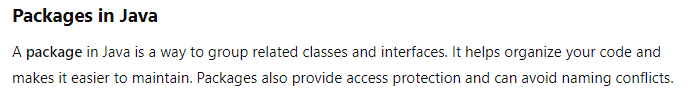 Packages in Java
A package in Java is a way to group related classes and interfaces. It helps organize your code and
makes it easier to maintain. Packages also provide access protection and can avoid naming conflicts.